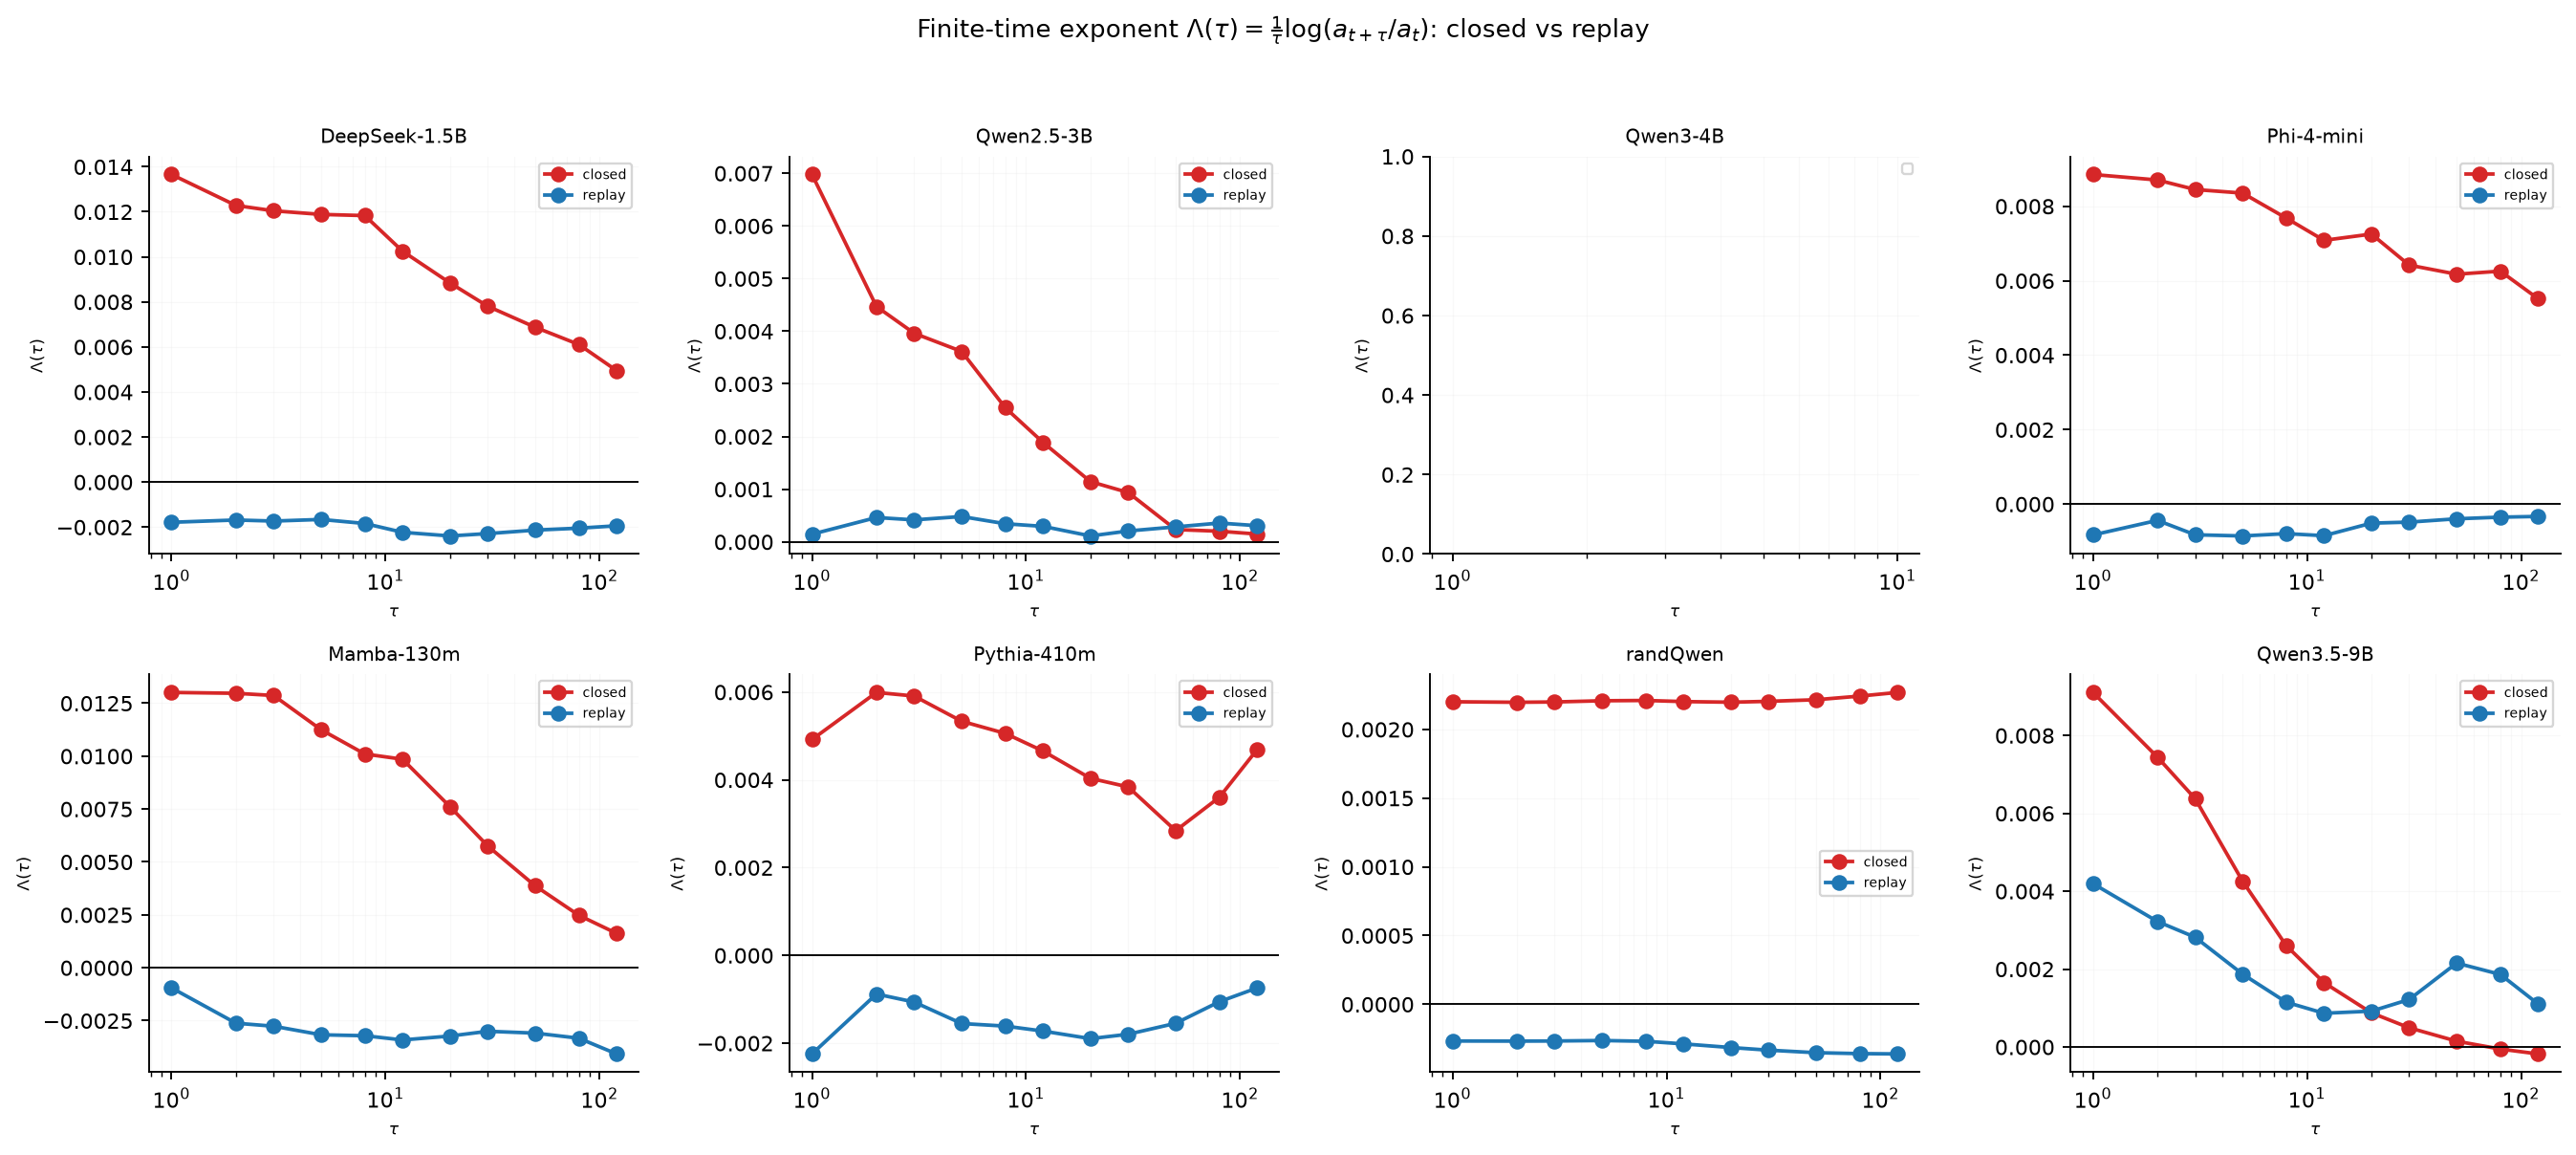 Finite-time exponent Λ(τ) = 1/τ log(a_{t+τ}/a_t): closed vs replay
DeepSeek-1.5B
0.014
0.012
0.010
0.008
0.006
0.004
0.002
0.000
−0.002
Λ(τ)
closed
replay
10^0
10^1
10^2
τ
Qwen2.5-3B
0.007
0.006
0.005
0.004
0.003
0.002
0.001
0.000
Λ(τ)
closed
replay
10^0
10^1
10^2
τ
Qwen3-4B
1.0
0.8
0.6
0.4
0.2
0.0
Λ(τ)
10^0
10^1
τ
Phi-4-mini
0.008
0.006
0.004
0.002
0.000
Λ(τ)
closed
replay
10^0
10^1
10^2
τ
Mamba-130m
0.0125
0.0100
0.0075
0.0050
0.0025
0.0000
−0.0025
Λ(τ)
closed
replay
10^0
10^1
10^2
τ
Pythia-410m
0.006
0.004
0.002
0.000
−0.002
Λ(τ)
closed
replay
10^0
10^1
10^2
τ
randQwen
0.0020
0.0015
0.0010
0.0005
0.0000
Λ(τ)
closed
replay
10^0
10^1
10^2
τ
Qwen3.5-9B
0.008
0.006
0.004
0.002
0.000
Λ(τ)
closed
replay
10^0
10^1
10^2
τ